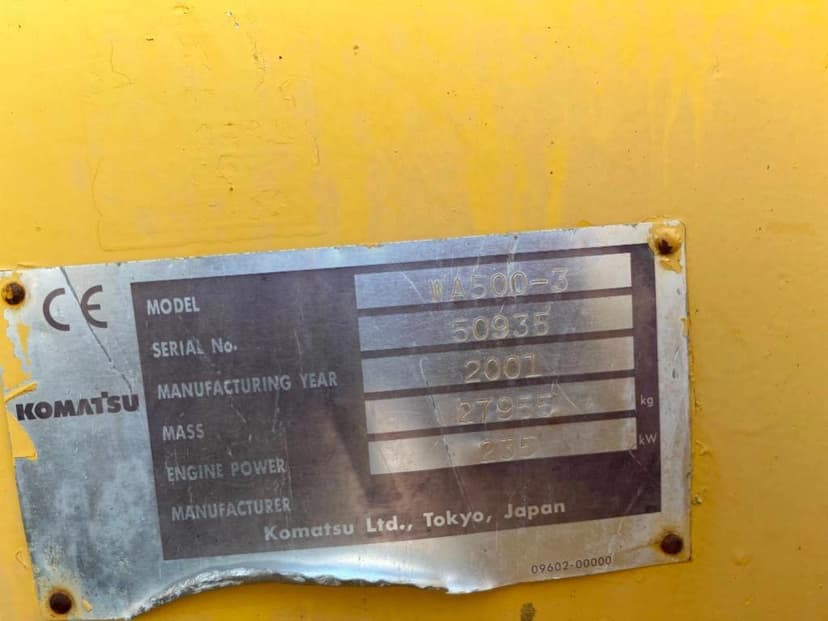 CE
KOMATSU
MODEL WA500-3
SERIAL No. 50935
MANUFACTURING YEAR 2001
MASS 27955 kg
ENGINE POWER 235 kW
MANUFACTURER
Komatsu Ltd., Tokyo, Japan
09602-00000